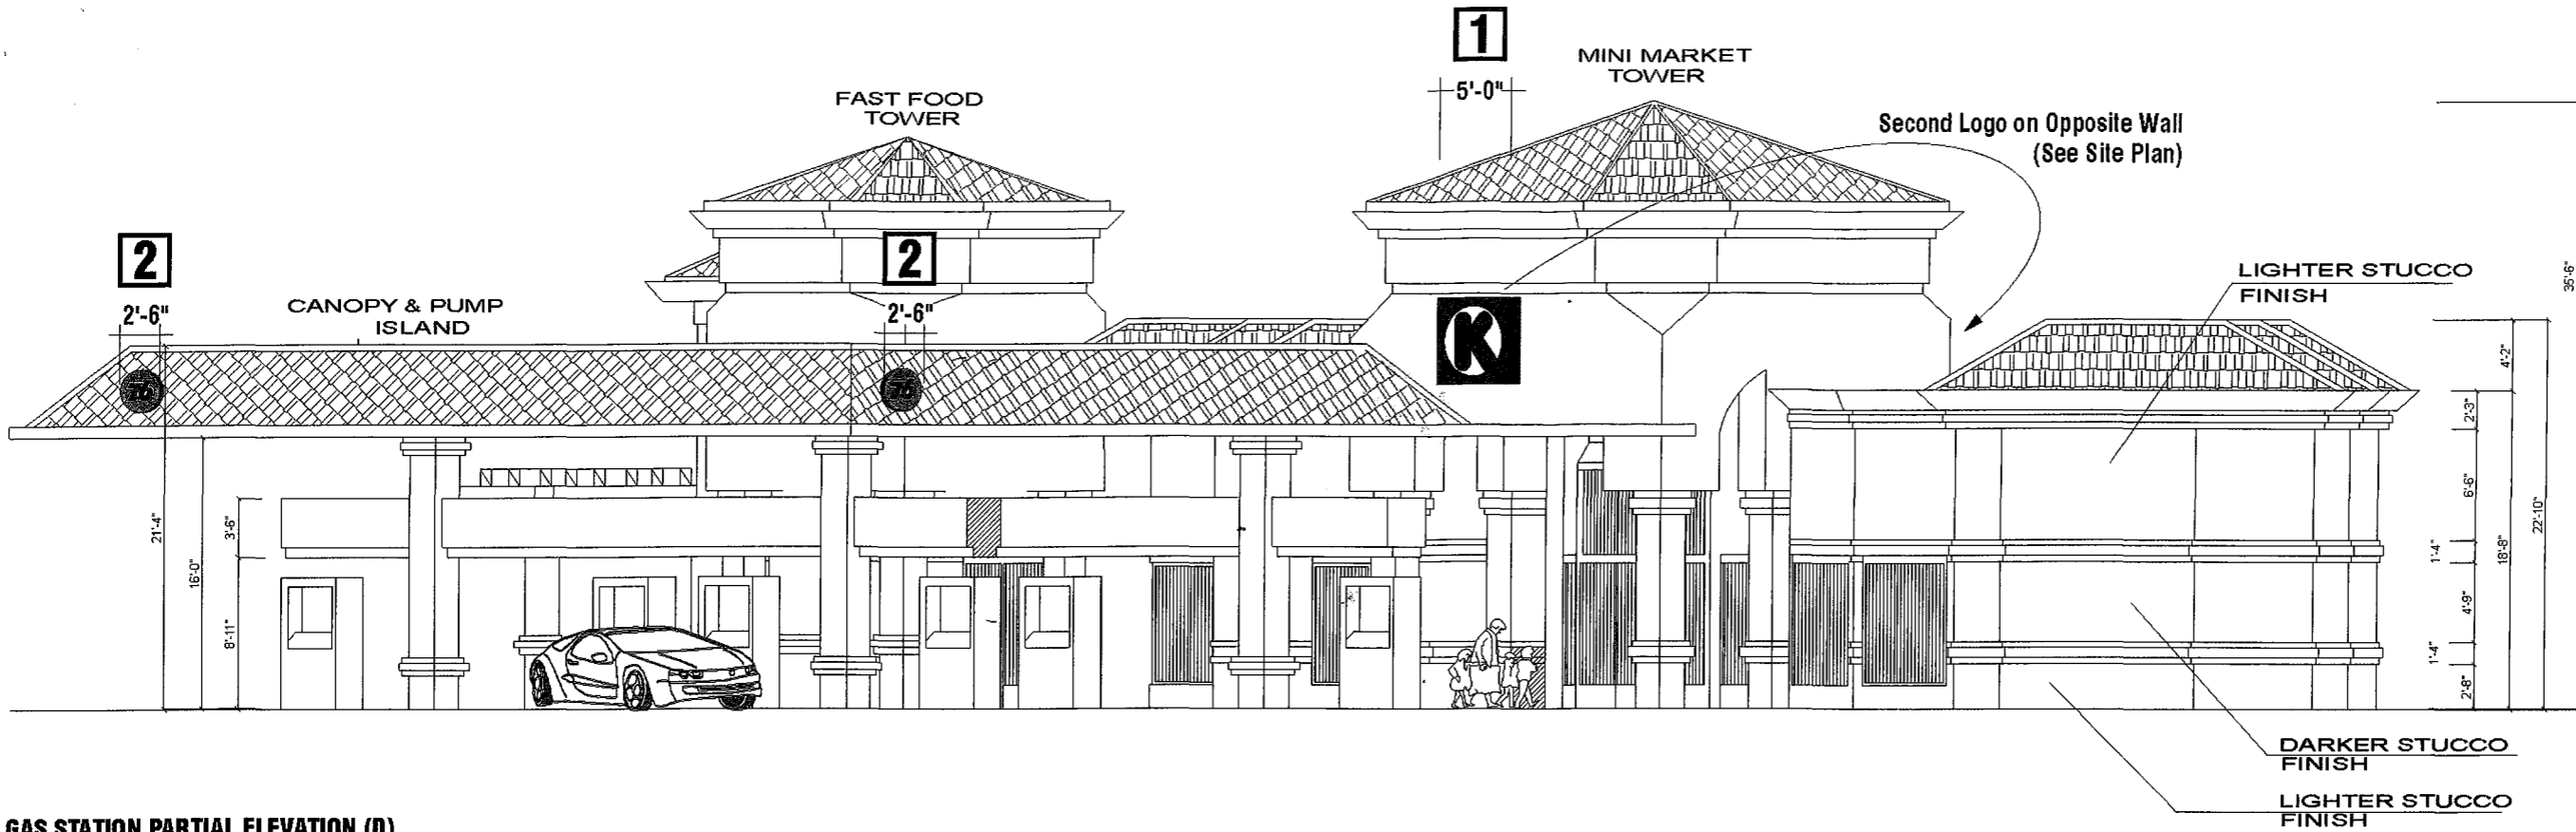 1
5'-0"
MINI MARKET
TOWER
FAST FOOD
TOWER
Second Logo on Opposite Wall
(See Site Plan)
2
2'-6"
2
2'-6"
CANOPY & PUMP
ISLAND
LIGHTER STUCCO
FINISH
35'-6"
K
76
76
4'-2"
2'-3"
6'-6"
1'-4"
18'-8"
22'-10"
4'-9"
1'-4"
2'-8"
21'-4"
16'-0"
3'-6"
8'-11"
DARKER STUCCO
FINISH
LIGHTER STUCCO
FINISH
GAS STATION PARTIAL ELEVATION (D)